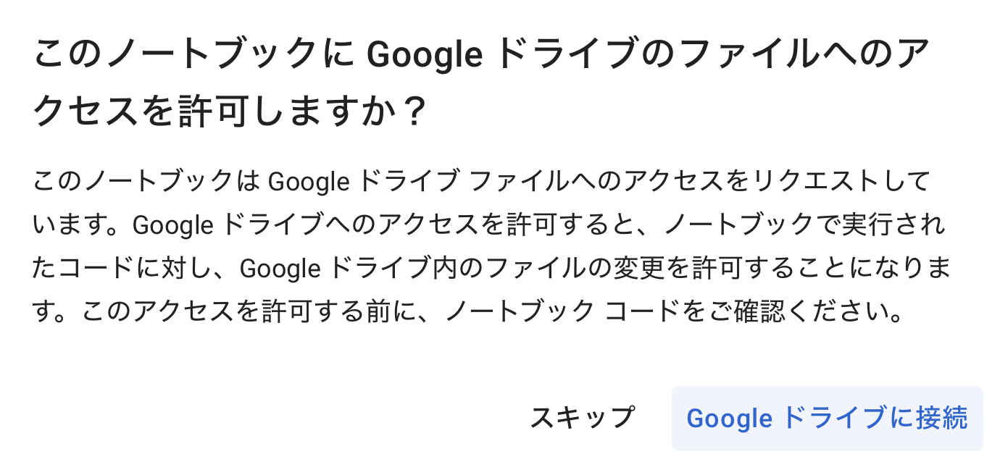 このノートブックに Google ドライブのファイルへのア
クセスを許可しますか？
このノートブックは Google ドライブ ファイルへのアクセスをリクエストして
います。Google ドライブへのアクセスを許可すると、ノートブックで実行され
たコードに対し、Google ドライブ内のファイルの変更を許可することになりま
す。このアクセスを許可する前に、ノートブック コードをご確認ください。
スキップ
Google ドライブに接続